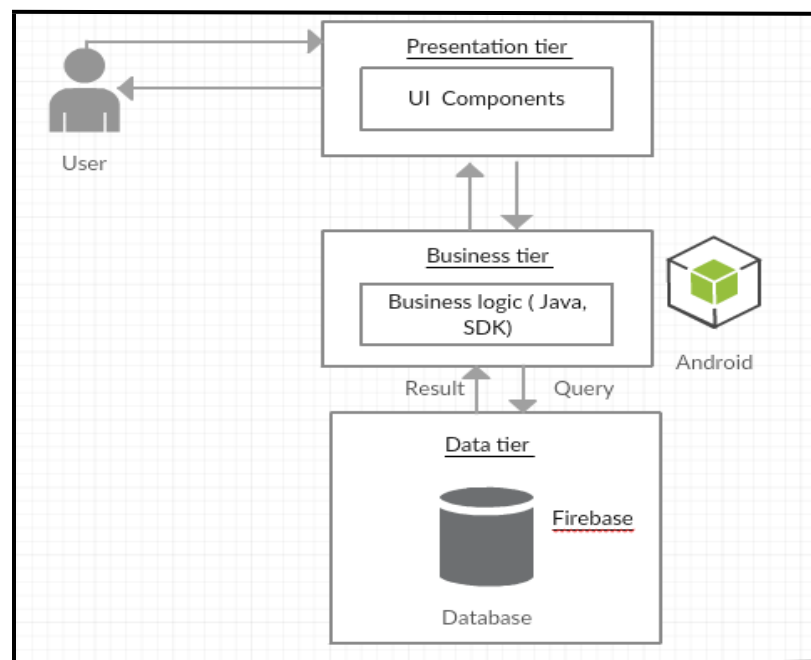 Presentation tier
UI Components
User
Business tier
Business logic ( Java,
SDK)
Android
Result
Query
Data tier
Firebase
Database